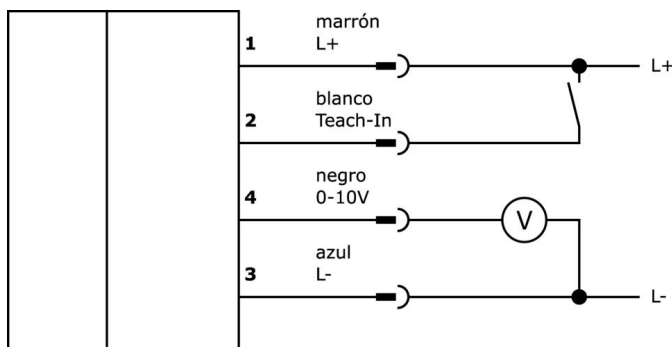 marrón
1
L+
L+
blanco
2
Teach-In
negro
4
0-10V
V
azul
3
L-
L-